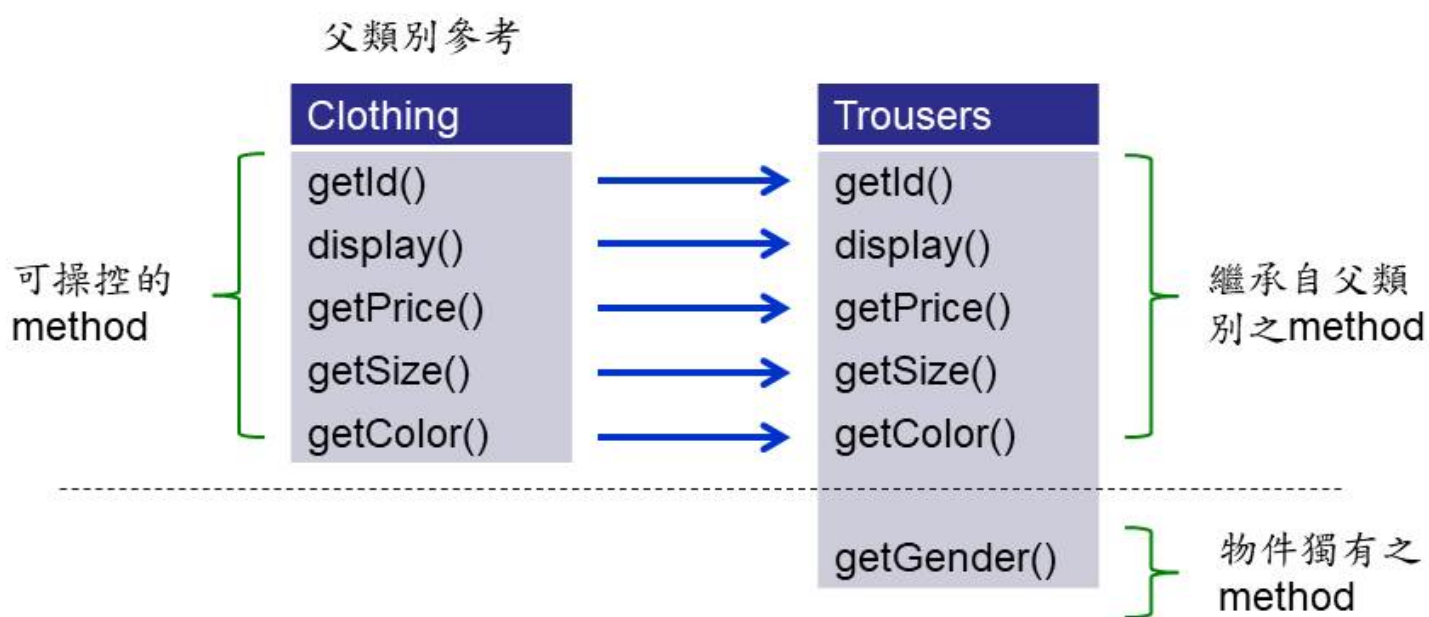 父類別參考
Clothing
getId()
display()
getPrice()
getSize()
getColor()
可操控的
method
Trousers
getId()
display()
getPrice()
getSize()
getColor()
getGender()
繼承自父類
別之method
物件獨有之
method